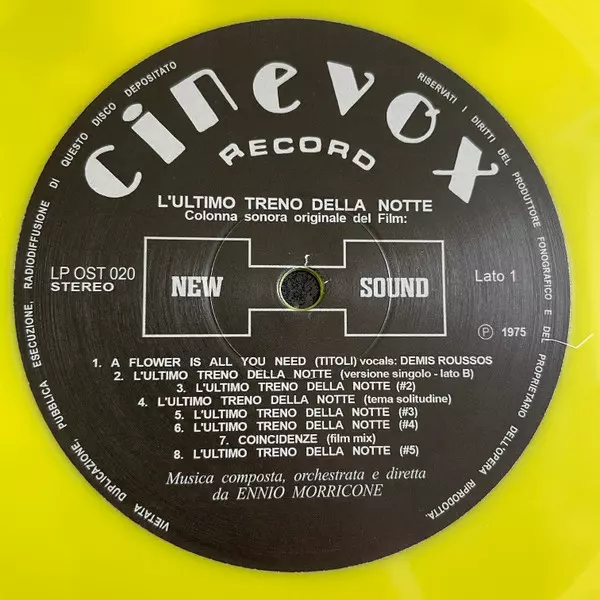 cinevox
RECORD
VIETATA DUPLICAZIONE, PUBBLICA ESECUZIONE, RADIODIFFUSIONE DI QUESTO DISCO DEPOSITATO
RISERVATI I DIRITTI DEL PRODUTTORE FONOGRAFICO E DEL PROPRIETARIO DELL'OPERA RIPRODOTTA.
L'ULTIMO TRENO DELLA NOTTE
Colonna sonora originale del Film:
LP OST 020
STEREO
NEW SOUND
Lato 1
Ⓟ 1975
1. A FLOWER IS ALL YOU NEED (TITOLI) vocals: DEMIS ROUSSOS
2. L'ULTIMO TRENO DELLA NOTTE (versione singolo - lato B)
3. L'ULTIMO TRENO DELLA NOTTE (#2)
4. L'ULTIMO TRENO DELLA NOTTE (tema solitudine)
5. L'ULTIMO TRENO DELLA NOTTE (#3)
6. L'ULTIMO TRENO DELLA NOTTE (#4)
7. COINCIDENZE (film mix)
8. L'ULTIMO TRENO DELLA NOTTE (#5)
Musica composta, orchestrata e diretta
da ENNIO MORRICONE